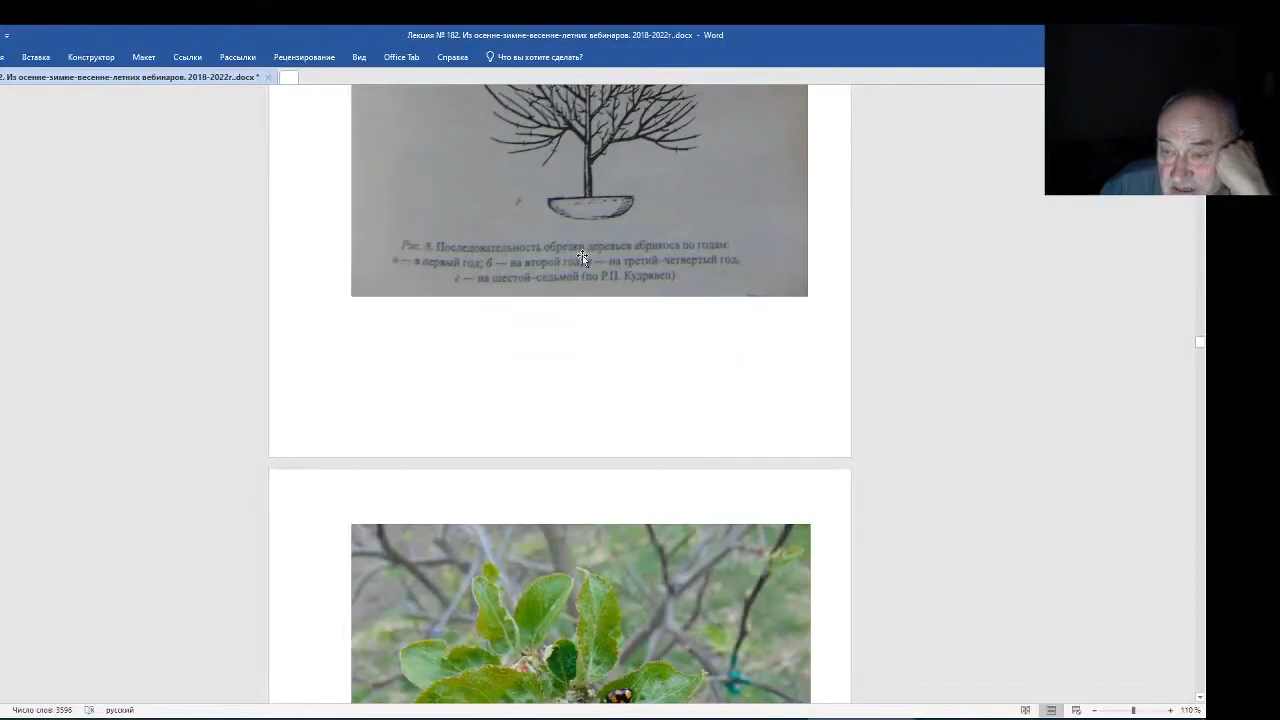 Лекция № 182. Из осенне-зимне-весенне-летних вебинаров. 2018-2022г..docx - Word
я Вставка Конструктор Макет Ссылки Рассылки Рецензирование Вид Office Tab Справка Что вы хотите сделать?
2. Из осенне-зимне-весенне-летних вебинаров. 2018-2022г..docx *
г
Рис. 8. Последовательность обрезки деревьев абрикоса по годам:
а — в первый год; б — на второй год; — на третий–четвертый год,
г — на шестой–седьмой (по Р.П. Кудрявец)
Число слов: 3596 русский 110 %